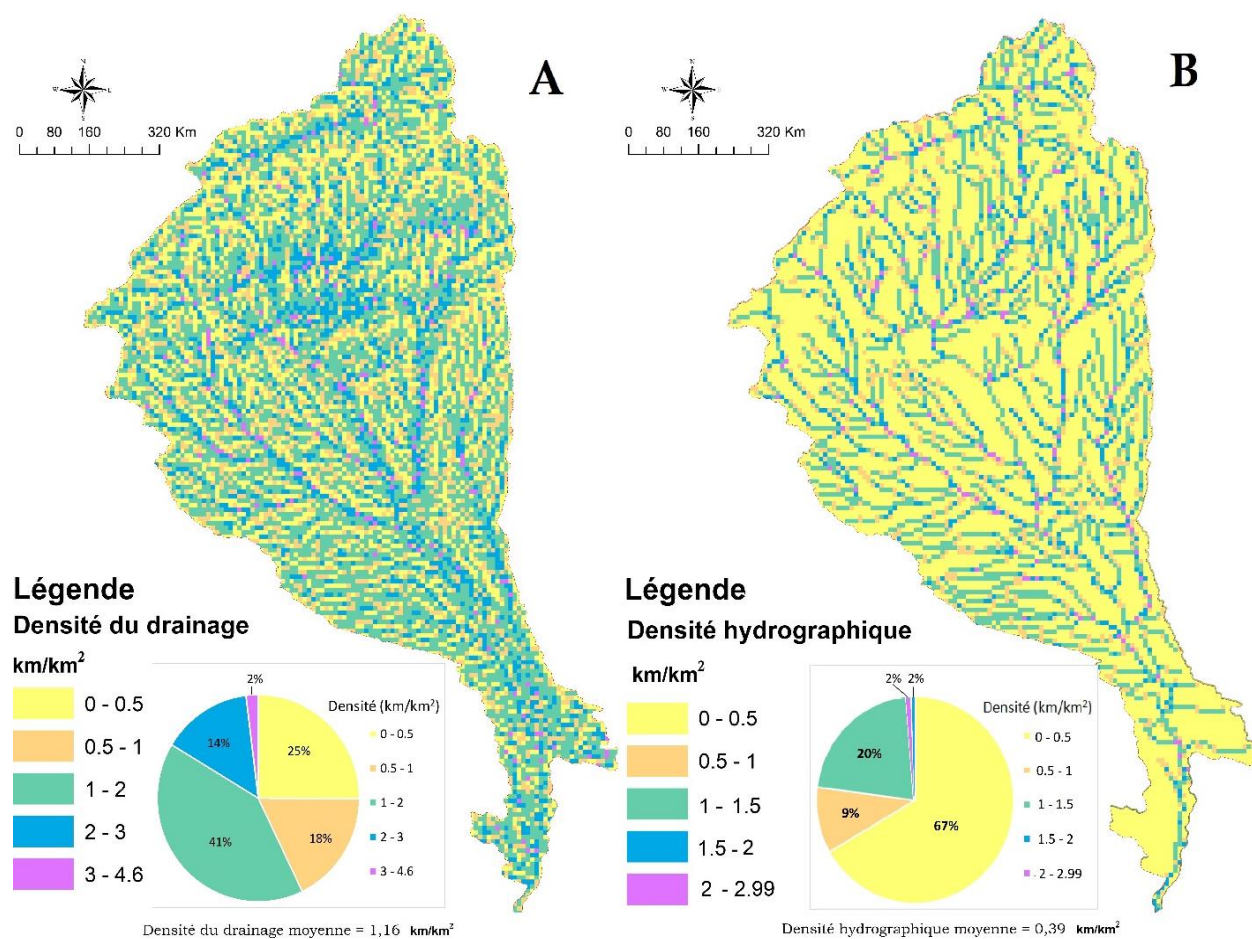 A
N
W
E
S
0 80 160 320 Km
Légende
Densité du drainage
km/km²
0 - 0.5
0.5 - 1
1 - 2
2 - 3
3 - 4.6
2%
14%
25%
41%
18%
Densité (km/km²)
0 - 0.5
0.5 - 1
1 - 2
2 - 3
3 - 4.6
Densité du drainage moyenne = 1,16 km/km²
B
N
W
S
0 80 160 320 Km
Légende
Densité hydrographique
km/km²
0 - 0.5
0.5 - 1
1 - 1.5
1.5 - 2
2 - 2.99
2% 2%
20%
9%
67%
Densité (km/km²)
0 - 0.5
0.5 - 1
1 - 1.5
1.5 - 2
2 - 2.99
Densité hydrographique moyenne = 0,39 km/km²